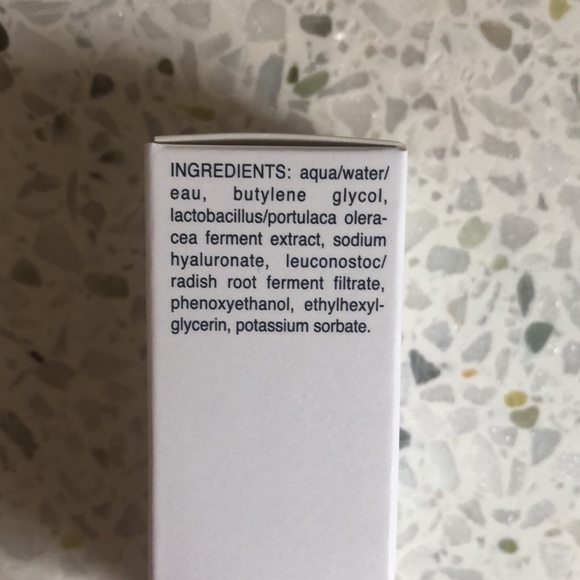 INGREDIENTS: aqua/water/
eau, butylene glycol,
lactobacillus/portulaca olera-
cea ferment extract, sodium
hyaluronate, leuconostoc/
radish root ferment filtrate,
phenoxyethanol, ethylhexyl-
glycerin, potassium sorbate.